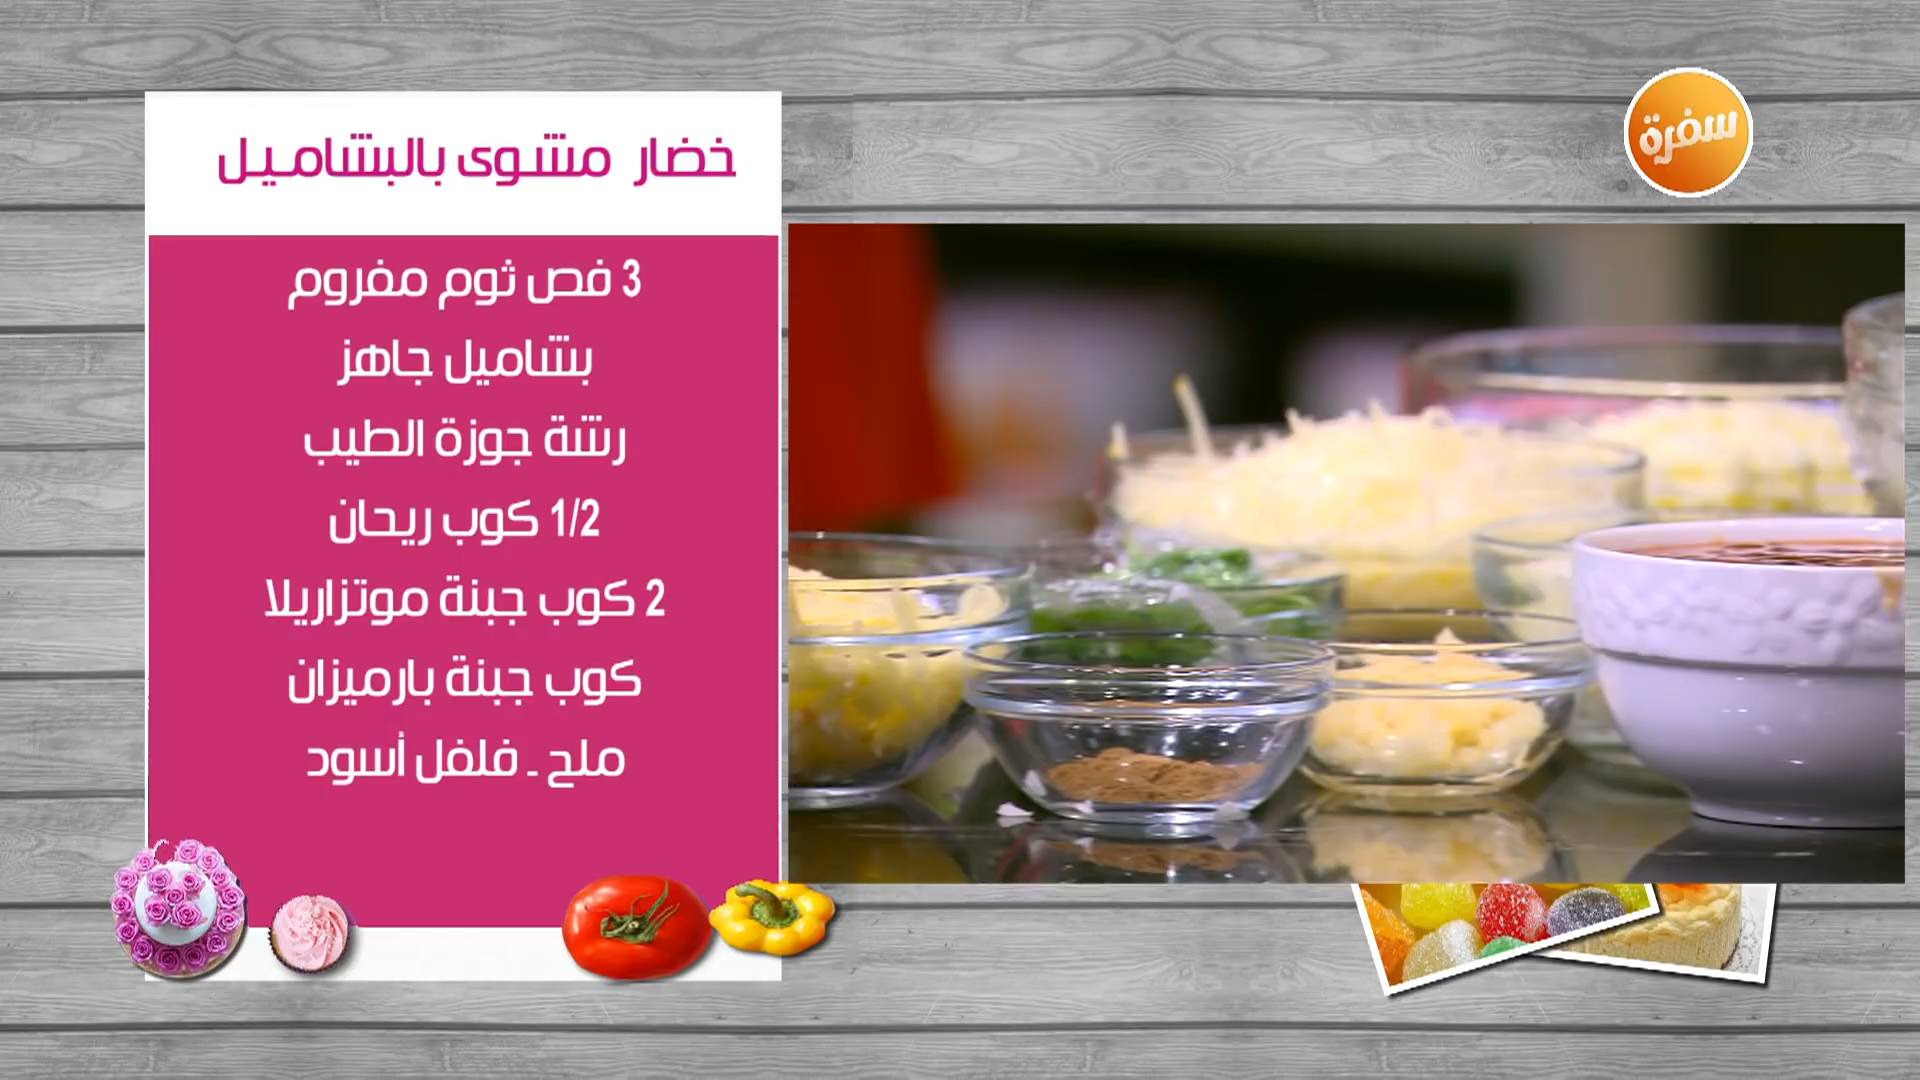 خضار مشوى بالبشاميل
3 فص ثوم مفروم
بشاميل جاهز
رشة جوزة الطيب
1/2 كوب ريحان
2 كوب جبنة موتزاريلا
كوب جبنة بارميزان
ملح - فلفل أسود
سفرة